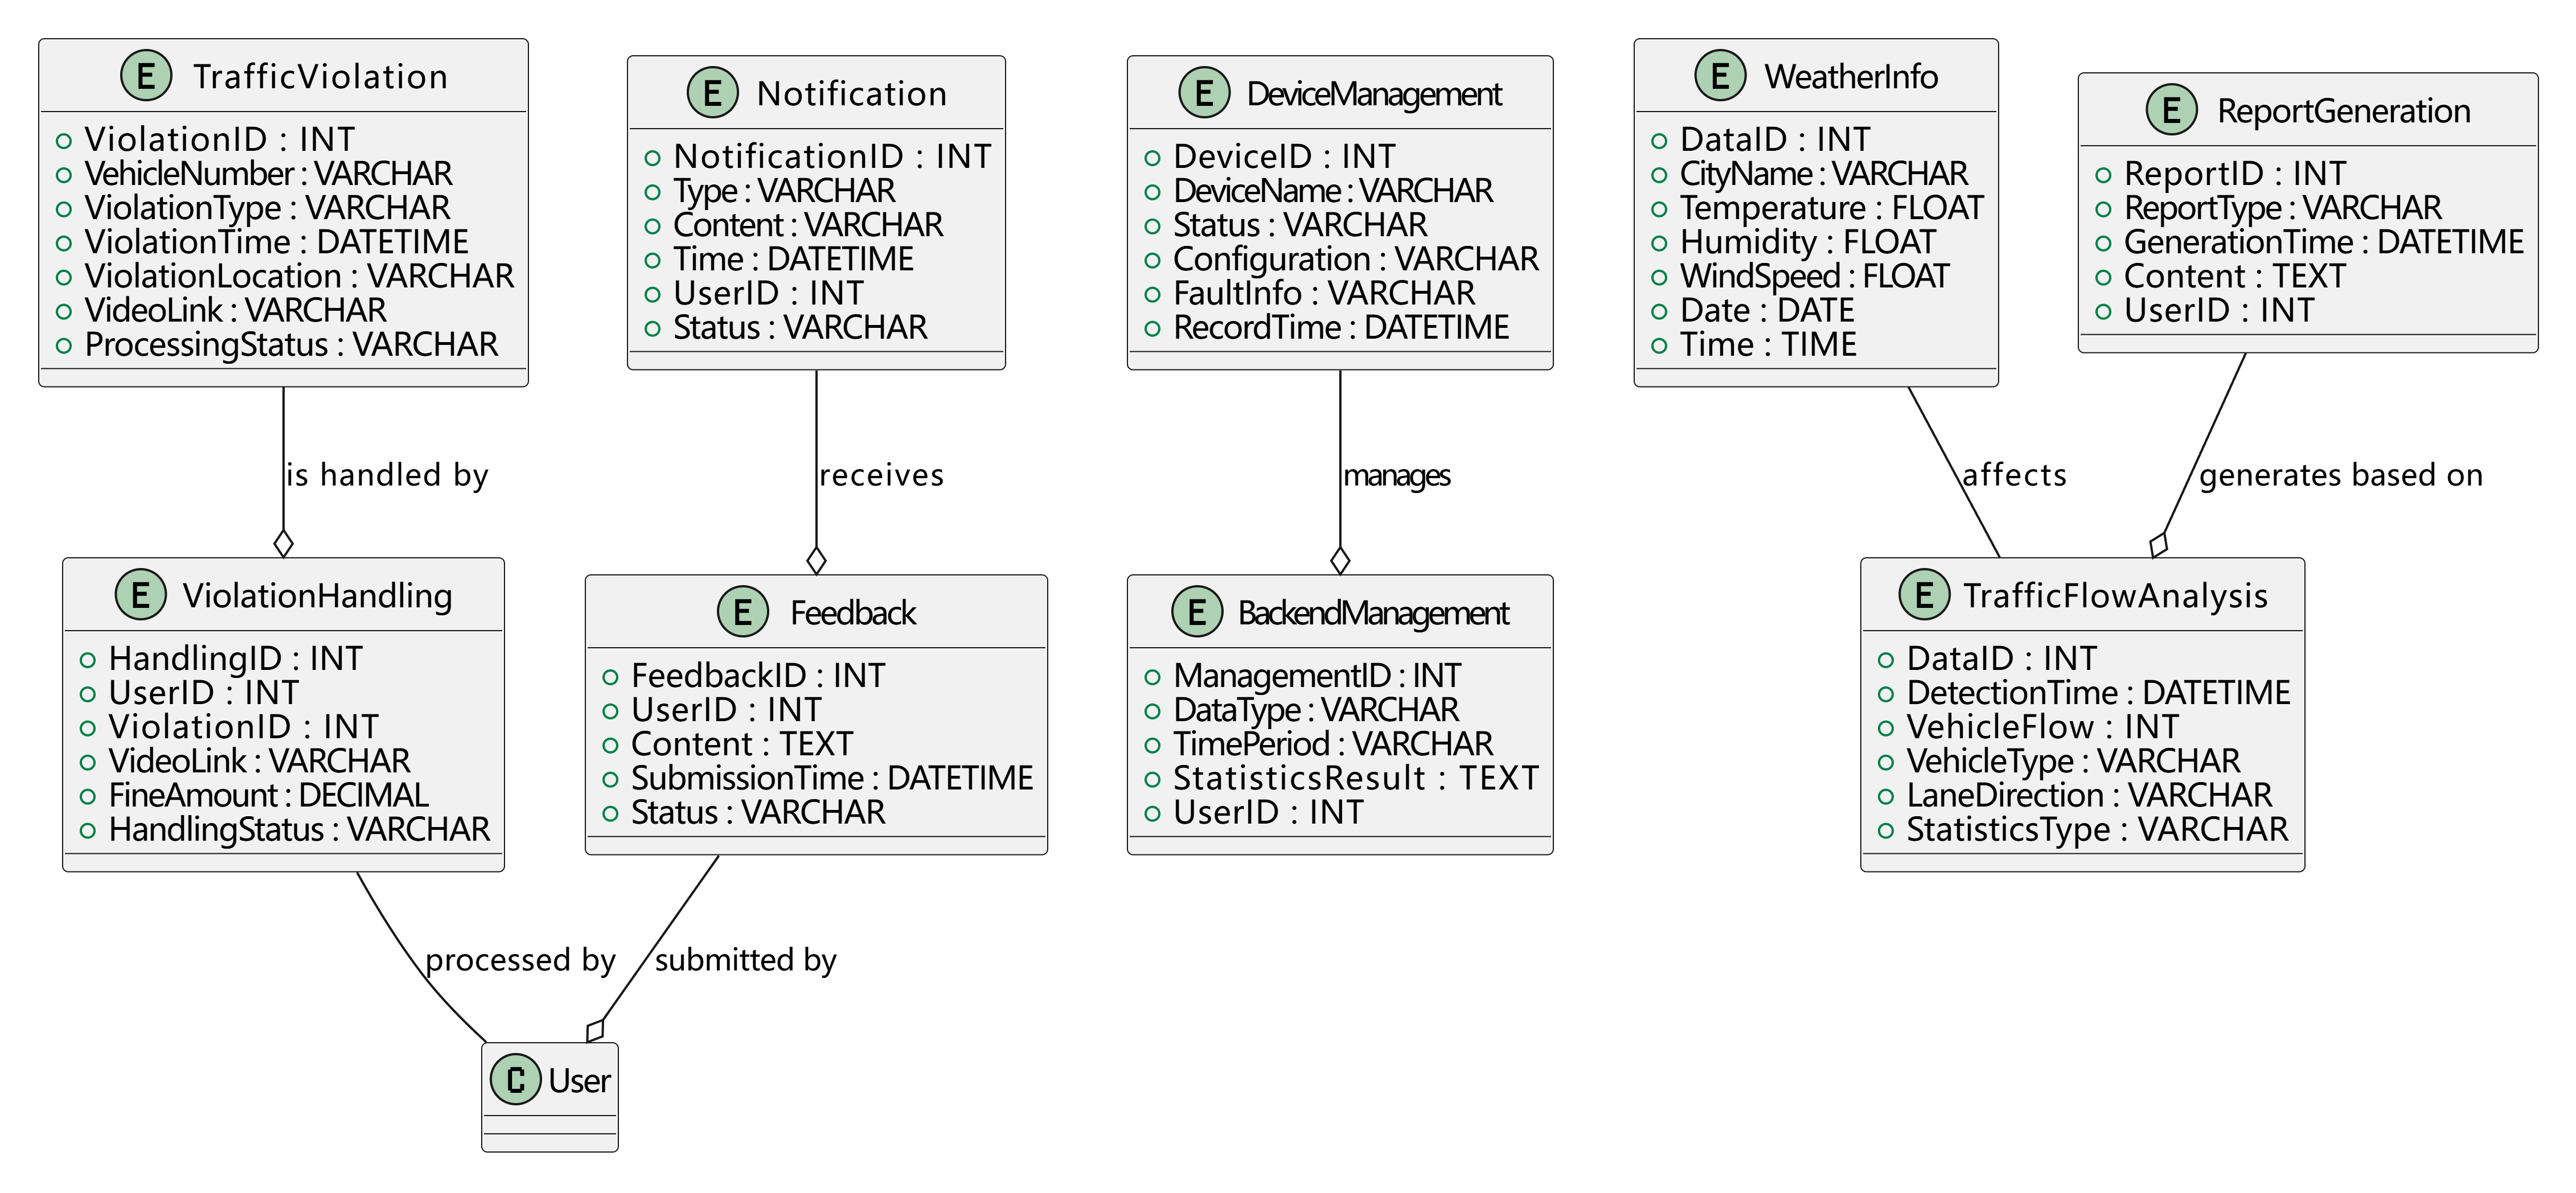 E TrafficViolation
ViolationID : INT
VehicleNumber : VARCHAR
ViolationType : VARCHAR
ViolationTime : DATETIME
ViolationLocation : VARCHAR
VideoLink : VARCHAR
ProcessingStatus : VARCHAR
E Notification
NotificationID : INT
Type : VARCHAR
Content : VARCHAR
Time : DATETIME
UserID : INT
Status : VARCHAR
E DeviceManagement
DeviceID : INT
DeviceName : VARCHAR
Status : VARCHAR
Configuration : VARCHAR
FaultInfo : VARCHAR
RecordTime : DATETIME
E WeatherInfo
DataID : INT
CityName : VARCHAR
Temperature : FLOAT
Humidity : FLOAT
WindSpeed : FLOAT
Date : DATE
Time : TIME
E ReportGeneration
ReportID : INT
ReportType : VARCHAR
GenerationTime : DATETIME
Content : TEXT
UserID : INT
is handled by
receives
manages
affects
generates based on
E ViolationHandling
HandlingID : INT
UserID : INT
ViolationID : INT
VideoLink : VARCHAR
FineAmount : DECIMAL
HandlingStatus : VARCHAR
E Feedback
FeedbackID : INT
UserID : INT
Content : TEXT
SubmissionTime : DATETIME
Status : VARCHAR
E BackendManagement
ManagementID : INT
DataType : VARCHAR
TimePeriod : VARCHAR
StatisticsResult : TEXT
UserID : INT
E TrafficFlowAnalysis
DataID : INT
DetectionTime : DATETIME
VehicleFlow : INT
VehicleType : VARCHAR
LaneDirection : VARCHAR
StatisticsType : VARCHAR
processed by
submitted by
C User